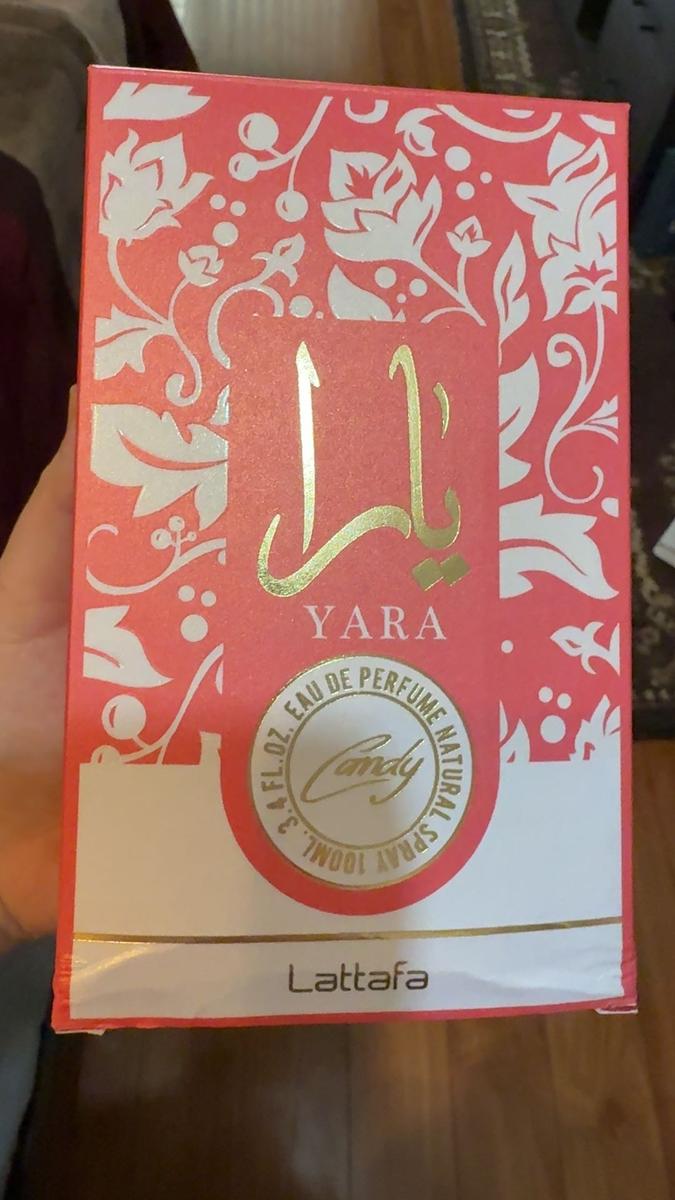 يارا
YARA
EAU DE PERFUME NATURAL SPRAY 100ML. 3.4 FL.OZ.
Candy
Lattafa